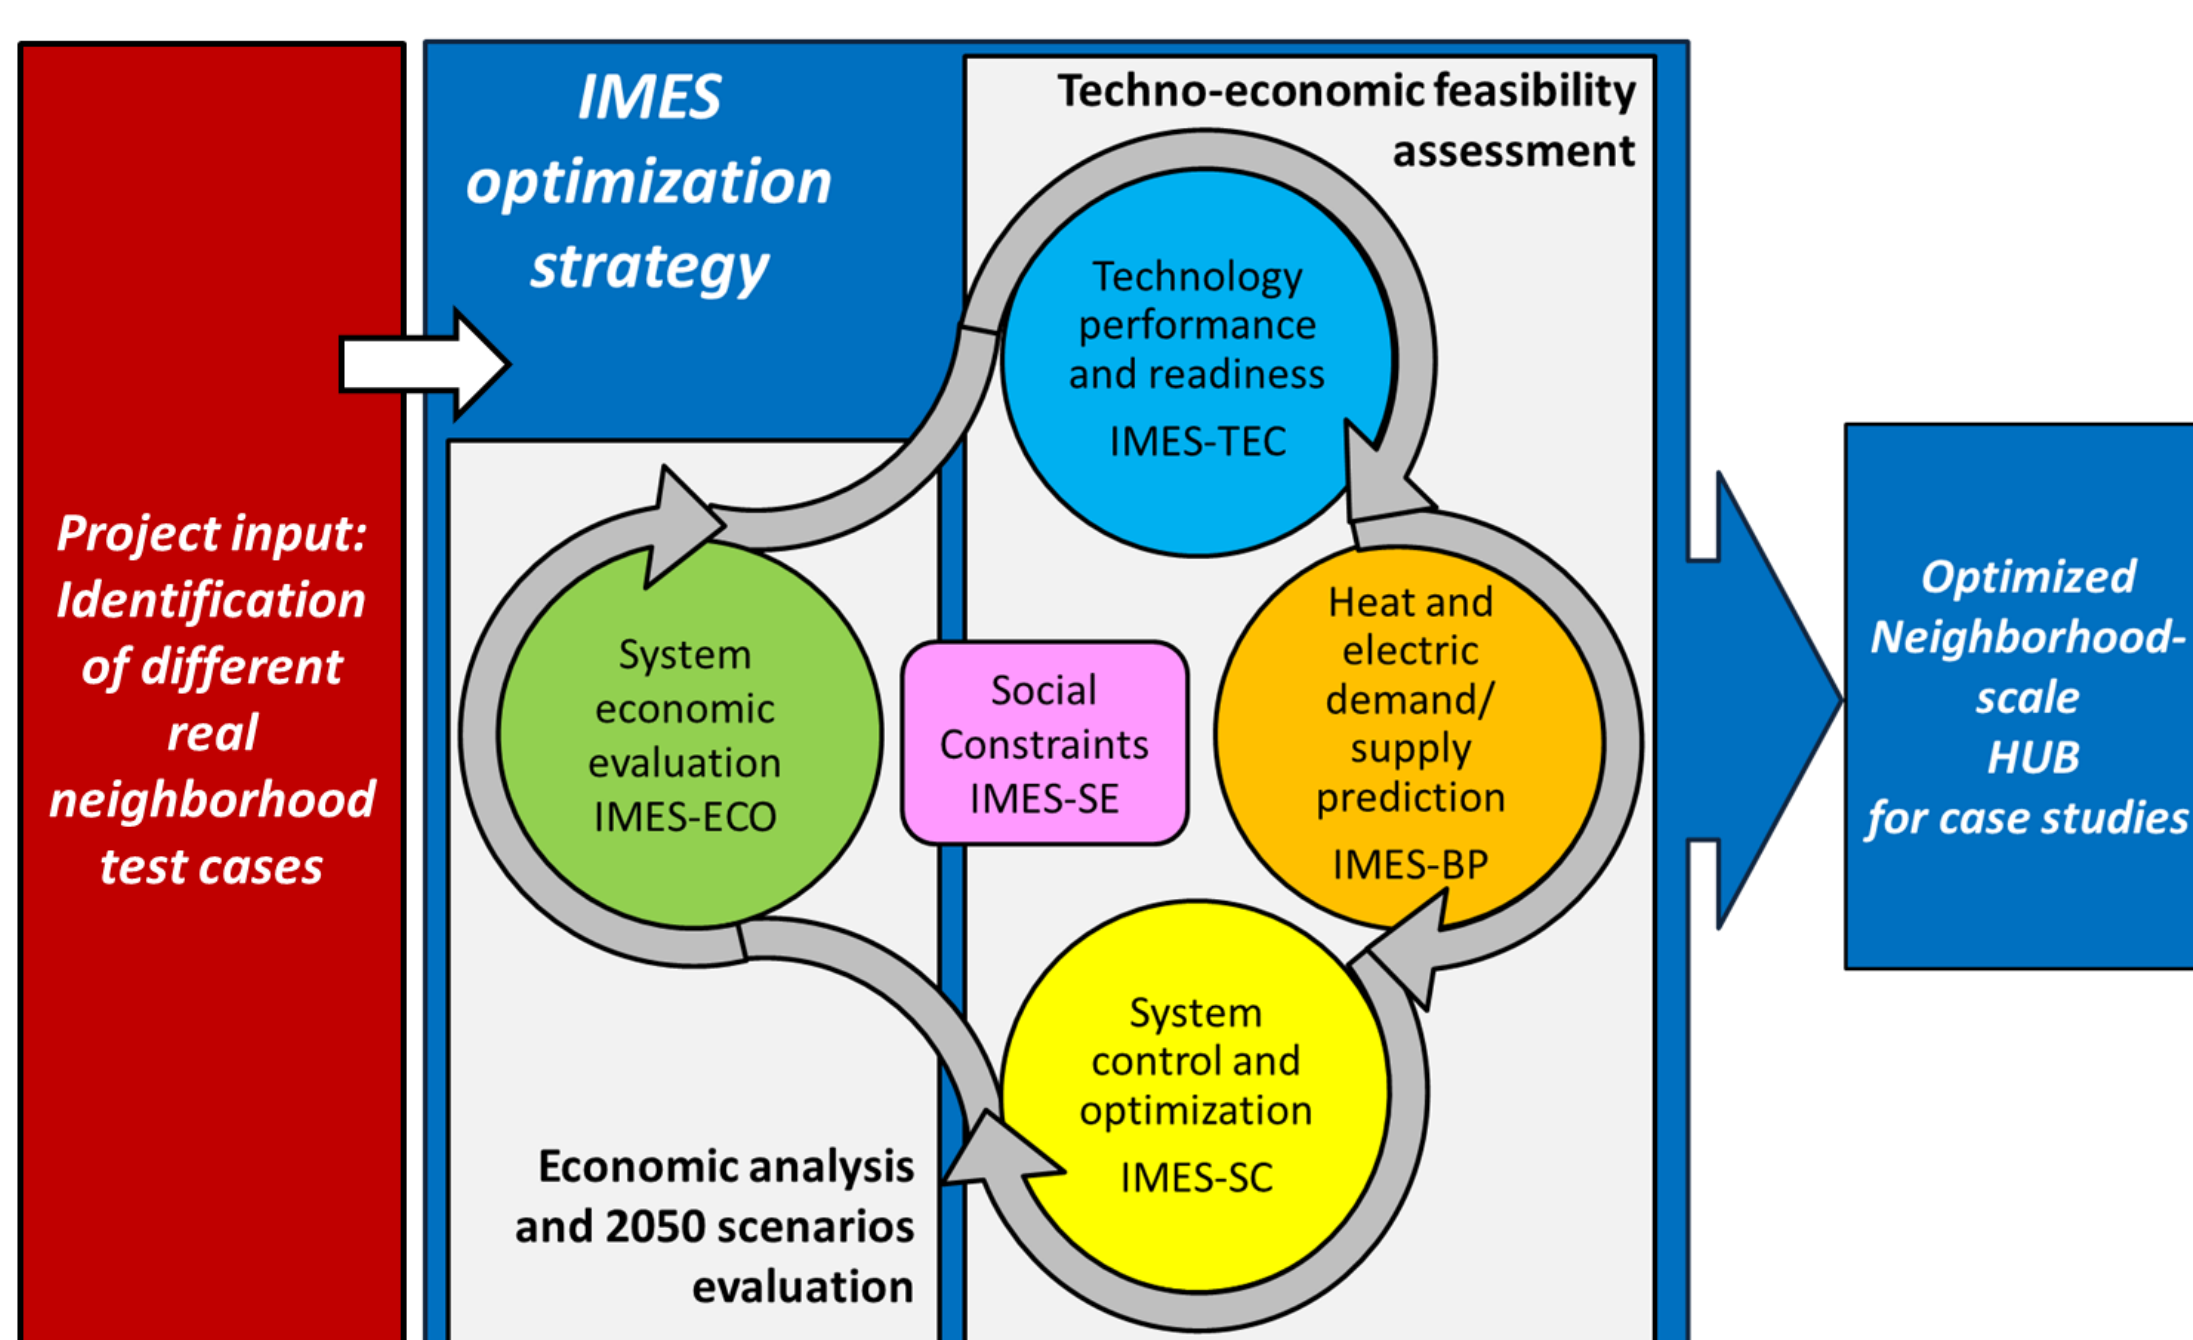 Project input:
Identification
of different
real
neighborhood
test cases
IMES
optimization
strategy
Techno-economic feasibility
assessment
Technology
performance
and readiness
IMES-TEC
Heat and
electric
demand/
supply
prediction
IMES-BP
System
control and
optimization
IMES-SC
System
economic
evaluation
IMES-ECO
Social
Constraints
IMES-SE
Economic analysis
and 2050 scenarios
evaluation
Optimized
Neighborhood-
scale
HUB
for case studies